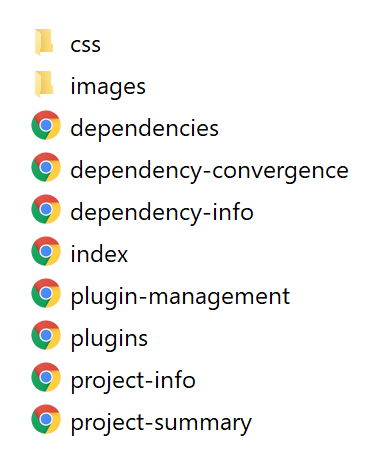 css
images
dependencies
dependency-convergence
dependency-info
index
plugin-management
plugins
project-info
project-summary